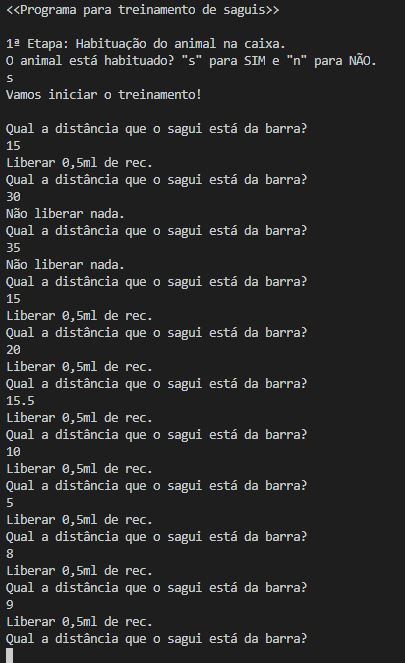 <<Programa para treinamento de saguis>>
1ª Etapa: Habituação do animal na caixa.
O animal está habituado? "s" para SIM e "n" para NÃO.
s
Vamos iniciar o treinamento!
Qual a distância que o sagui está da barra?
15
Liberar 0,5ml de rec.
Qual a distância que o sagui está da barra?
30
Não liberar nada.
Qual a distância que o sagui está da barra?
35
Não liberar nada.
Qual a distância que o sagui está da barra?
15
Liberar 0,5ml de rec.
Qual a distância que o sagui está da barra?
20
Liberar 0,5ml de rec.
Qual a distância que o sagui está da barra?
15.5
Liberar 0,5ml de rec.
Qual a distância que o sagui está da barra?
10
Liberar 0,5ml de rec.
Qual a distância que o sagui está da barra?
5
Liberar 0,5ml de rec.
Qual a distância que o sagui está da barra?
8
Liberar 0,5ml de rec.
Qual a distância que o sagui está da barra?
9
Liberar 0,5ml de rec.
Qual a distância que o sagui está da barra?